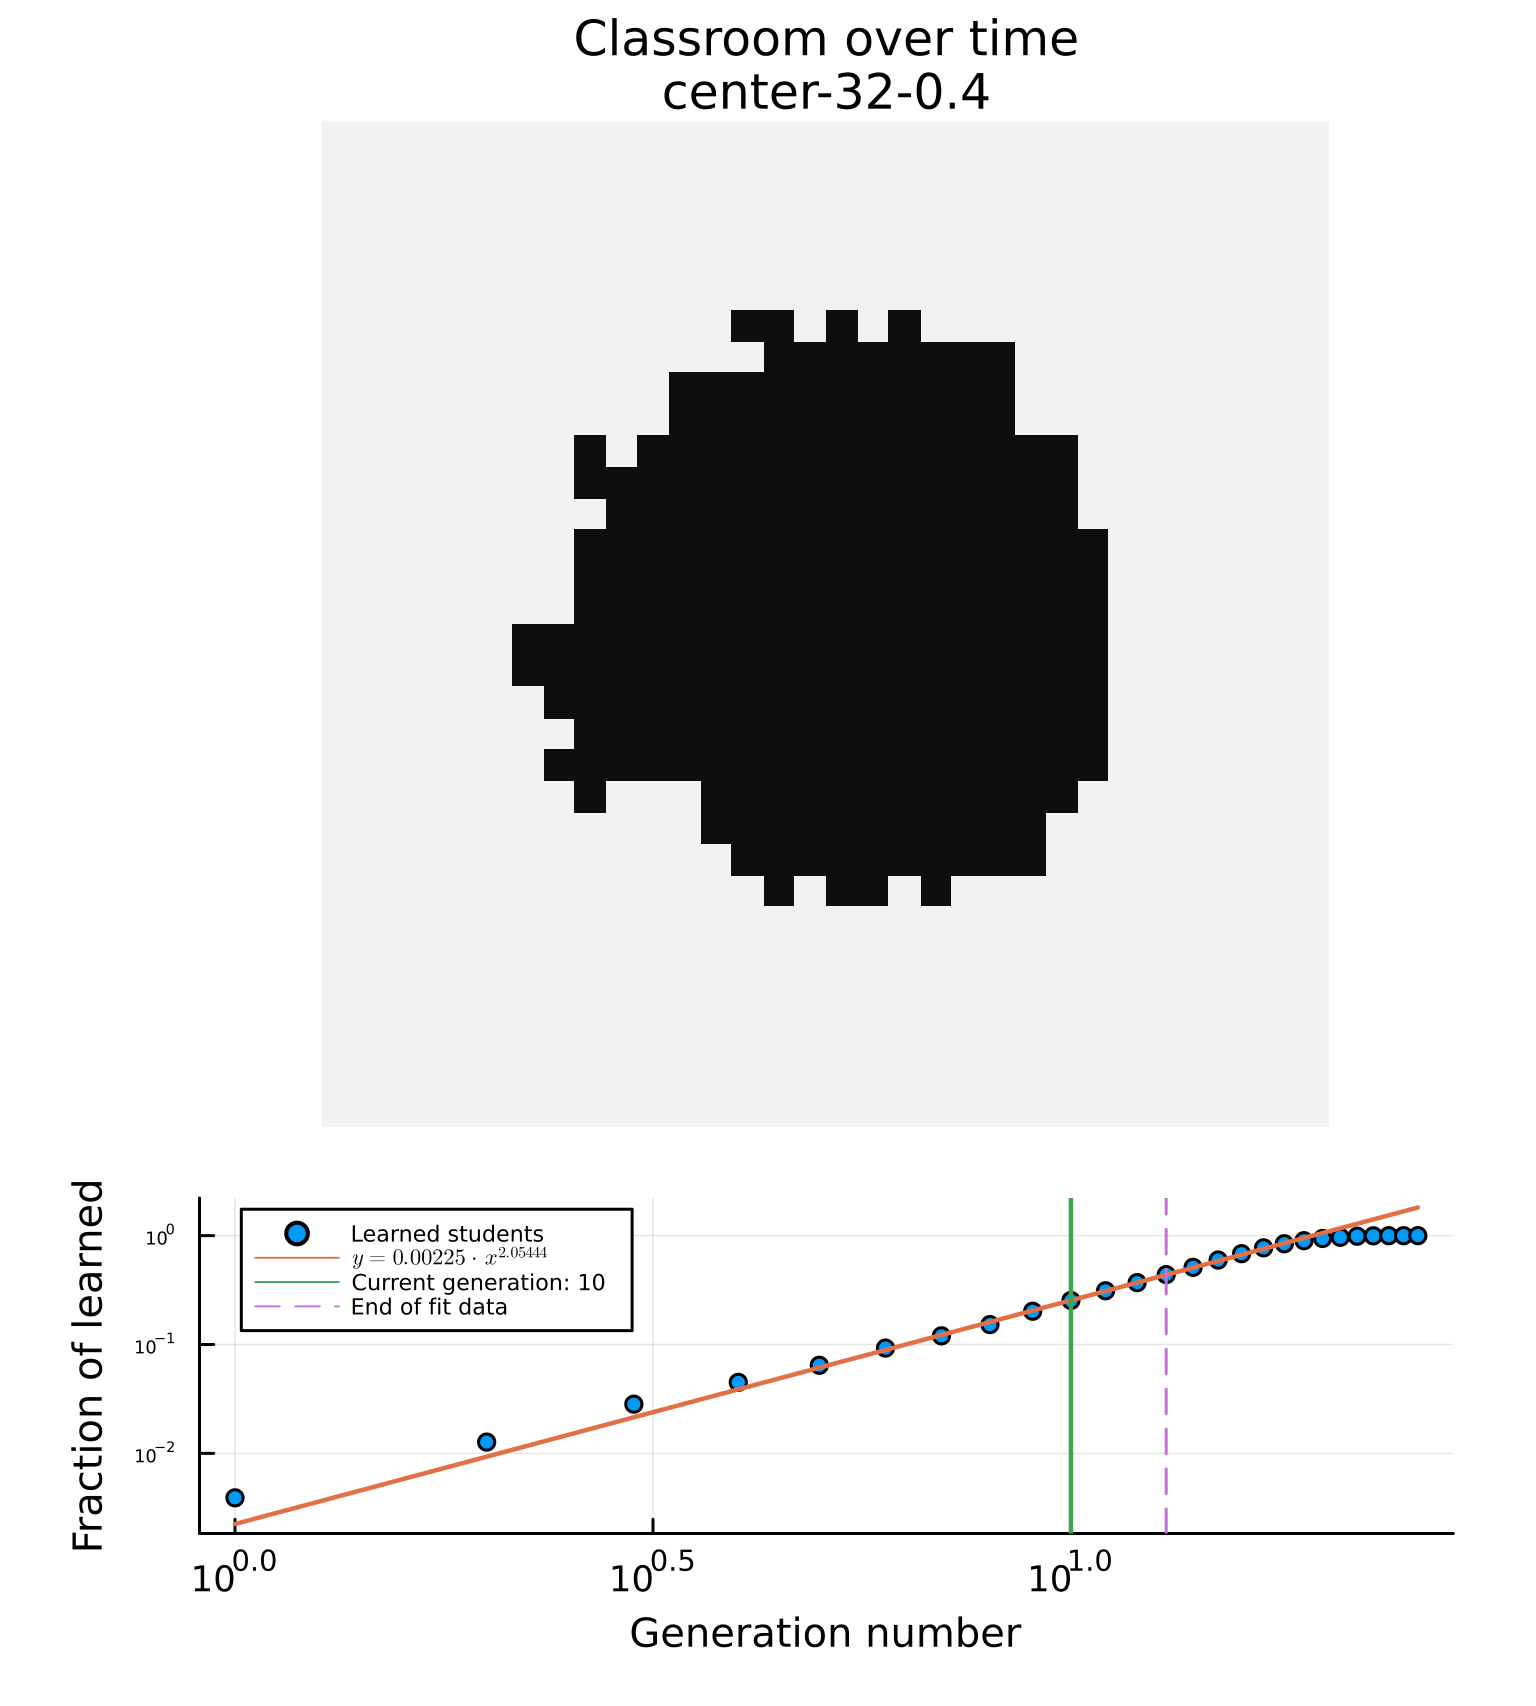 Classroom over time
center-32-0.4
Fraction of learned
10^0
10^−1
10^−2
Learned students
y = 0.00225 · x^2.05444
Current generation: 10
End of fit data
10^0.0
10^0.5
10^1.0
Generation number